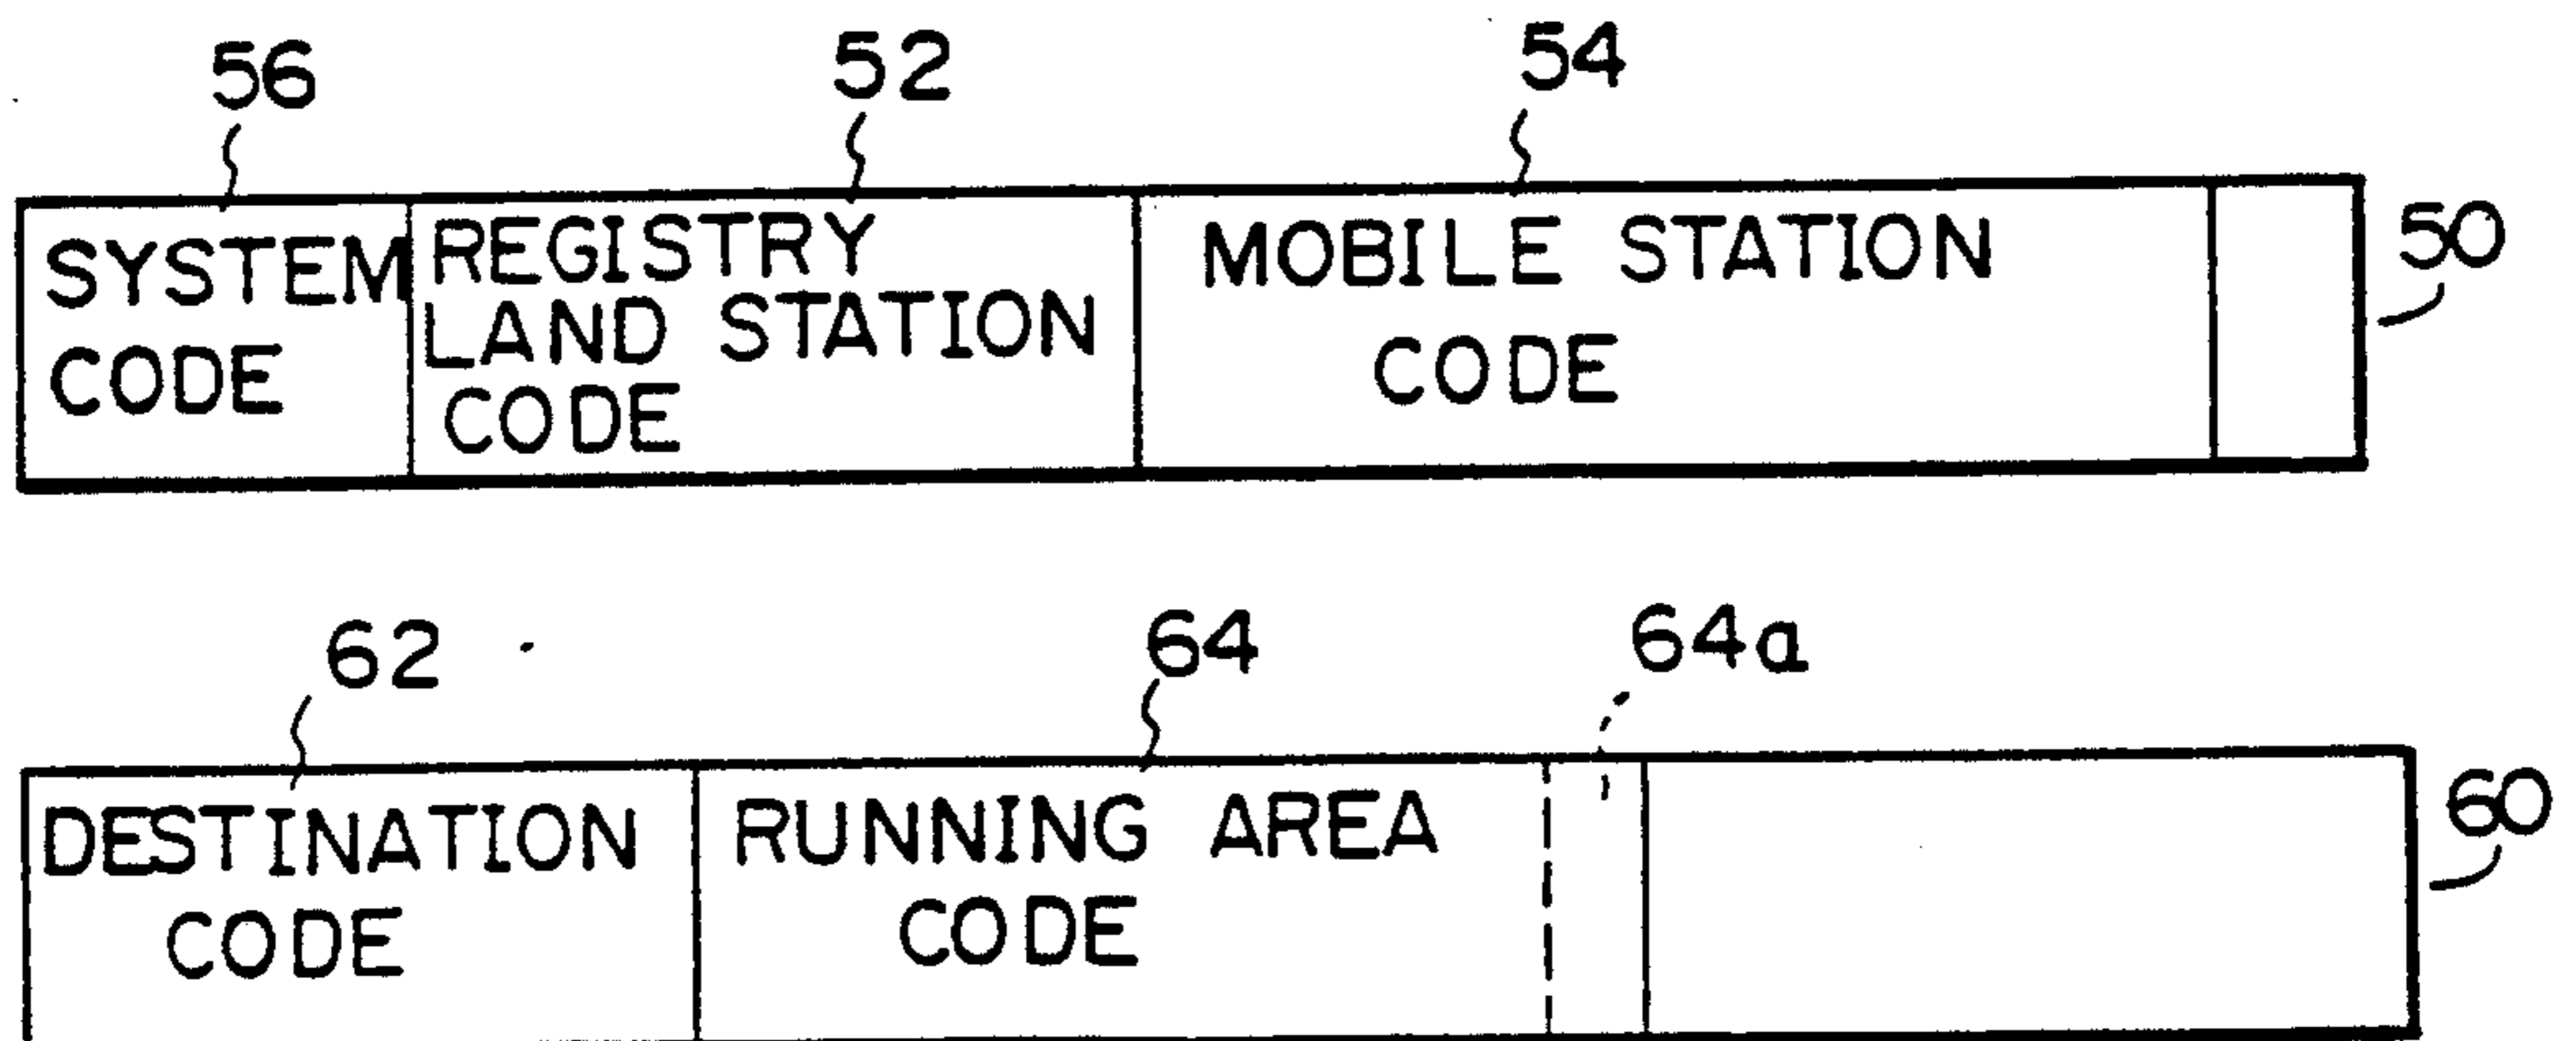 56 52 54
SYSTEM
CODE
REGISTRY
LAND STATION
CODE
MOBILE STATION
CODE
50
62 64 64a
DESTINATION
CODE
RUNNING AREA
CODE
60